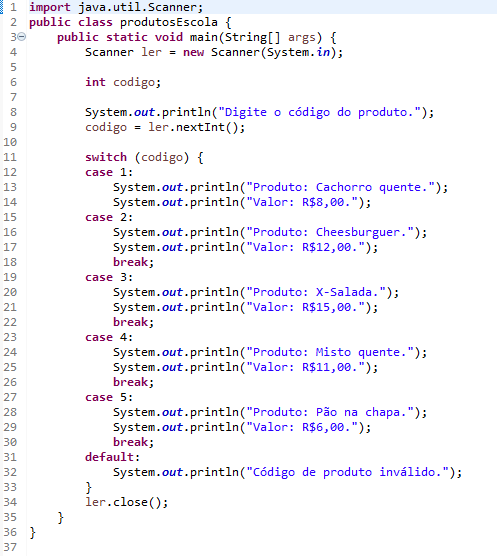 1 import java.util.Scanner;
2 public class produtosEscola {
3 public static void main(String[] args) {
4 Scanner ler = new Scanner(System.in);
5
6 int codigo;
7
8 System.out.println("Digite o código do produto.");
9 codigo = ler.nextInt();
10
11 switch (codigo) {
12 case 1:
13 System.out.println("Produto: Cachorro quente.");
14 System.out.println("Valor: R$8,00.");
15 case 2:
16 System.out.println("Produto: Cheesburguer.");
17 System.out.println("Valor: R$12,00.");
18 break;
19 case 3:
20 System.out.println("Produto: X-Salada.");
21 System.out.println("Valor: R$15,00.");
22 break;
23 case 4:
24 System.out.println("Produto: Misto quente.");
25 System.out.println("Valor: R$11,00.");
26 break;
27 case 5:
28 System.out.println("Produto: Pão na chapa.");
29 System.out.println("Valor: R$6,00.");
30 break;
31 default:
32 System.out.println("Código de produto inválido.");
33 }
34 ler.close();
35 }
36 }
37